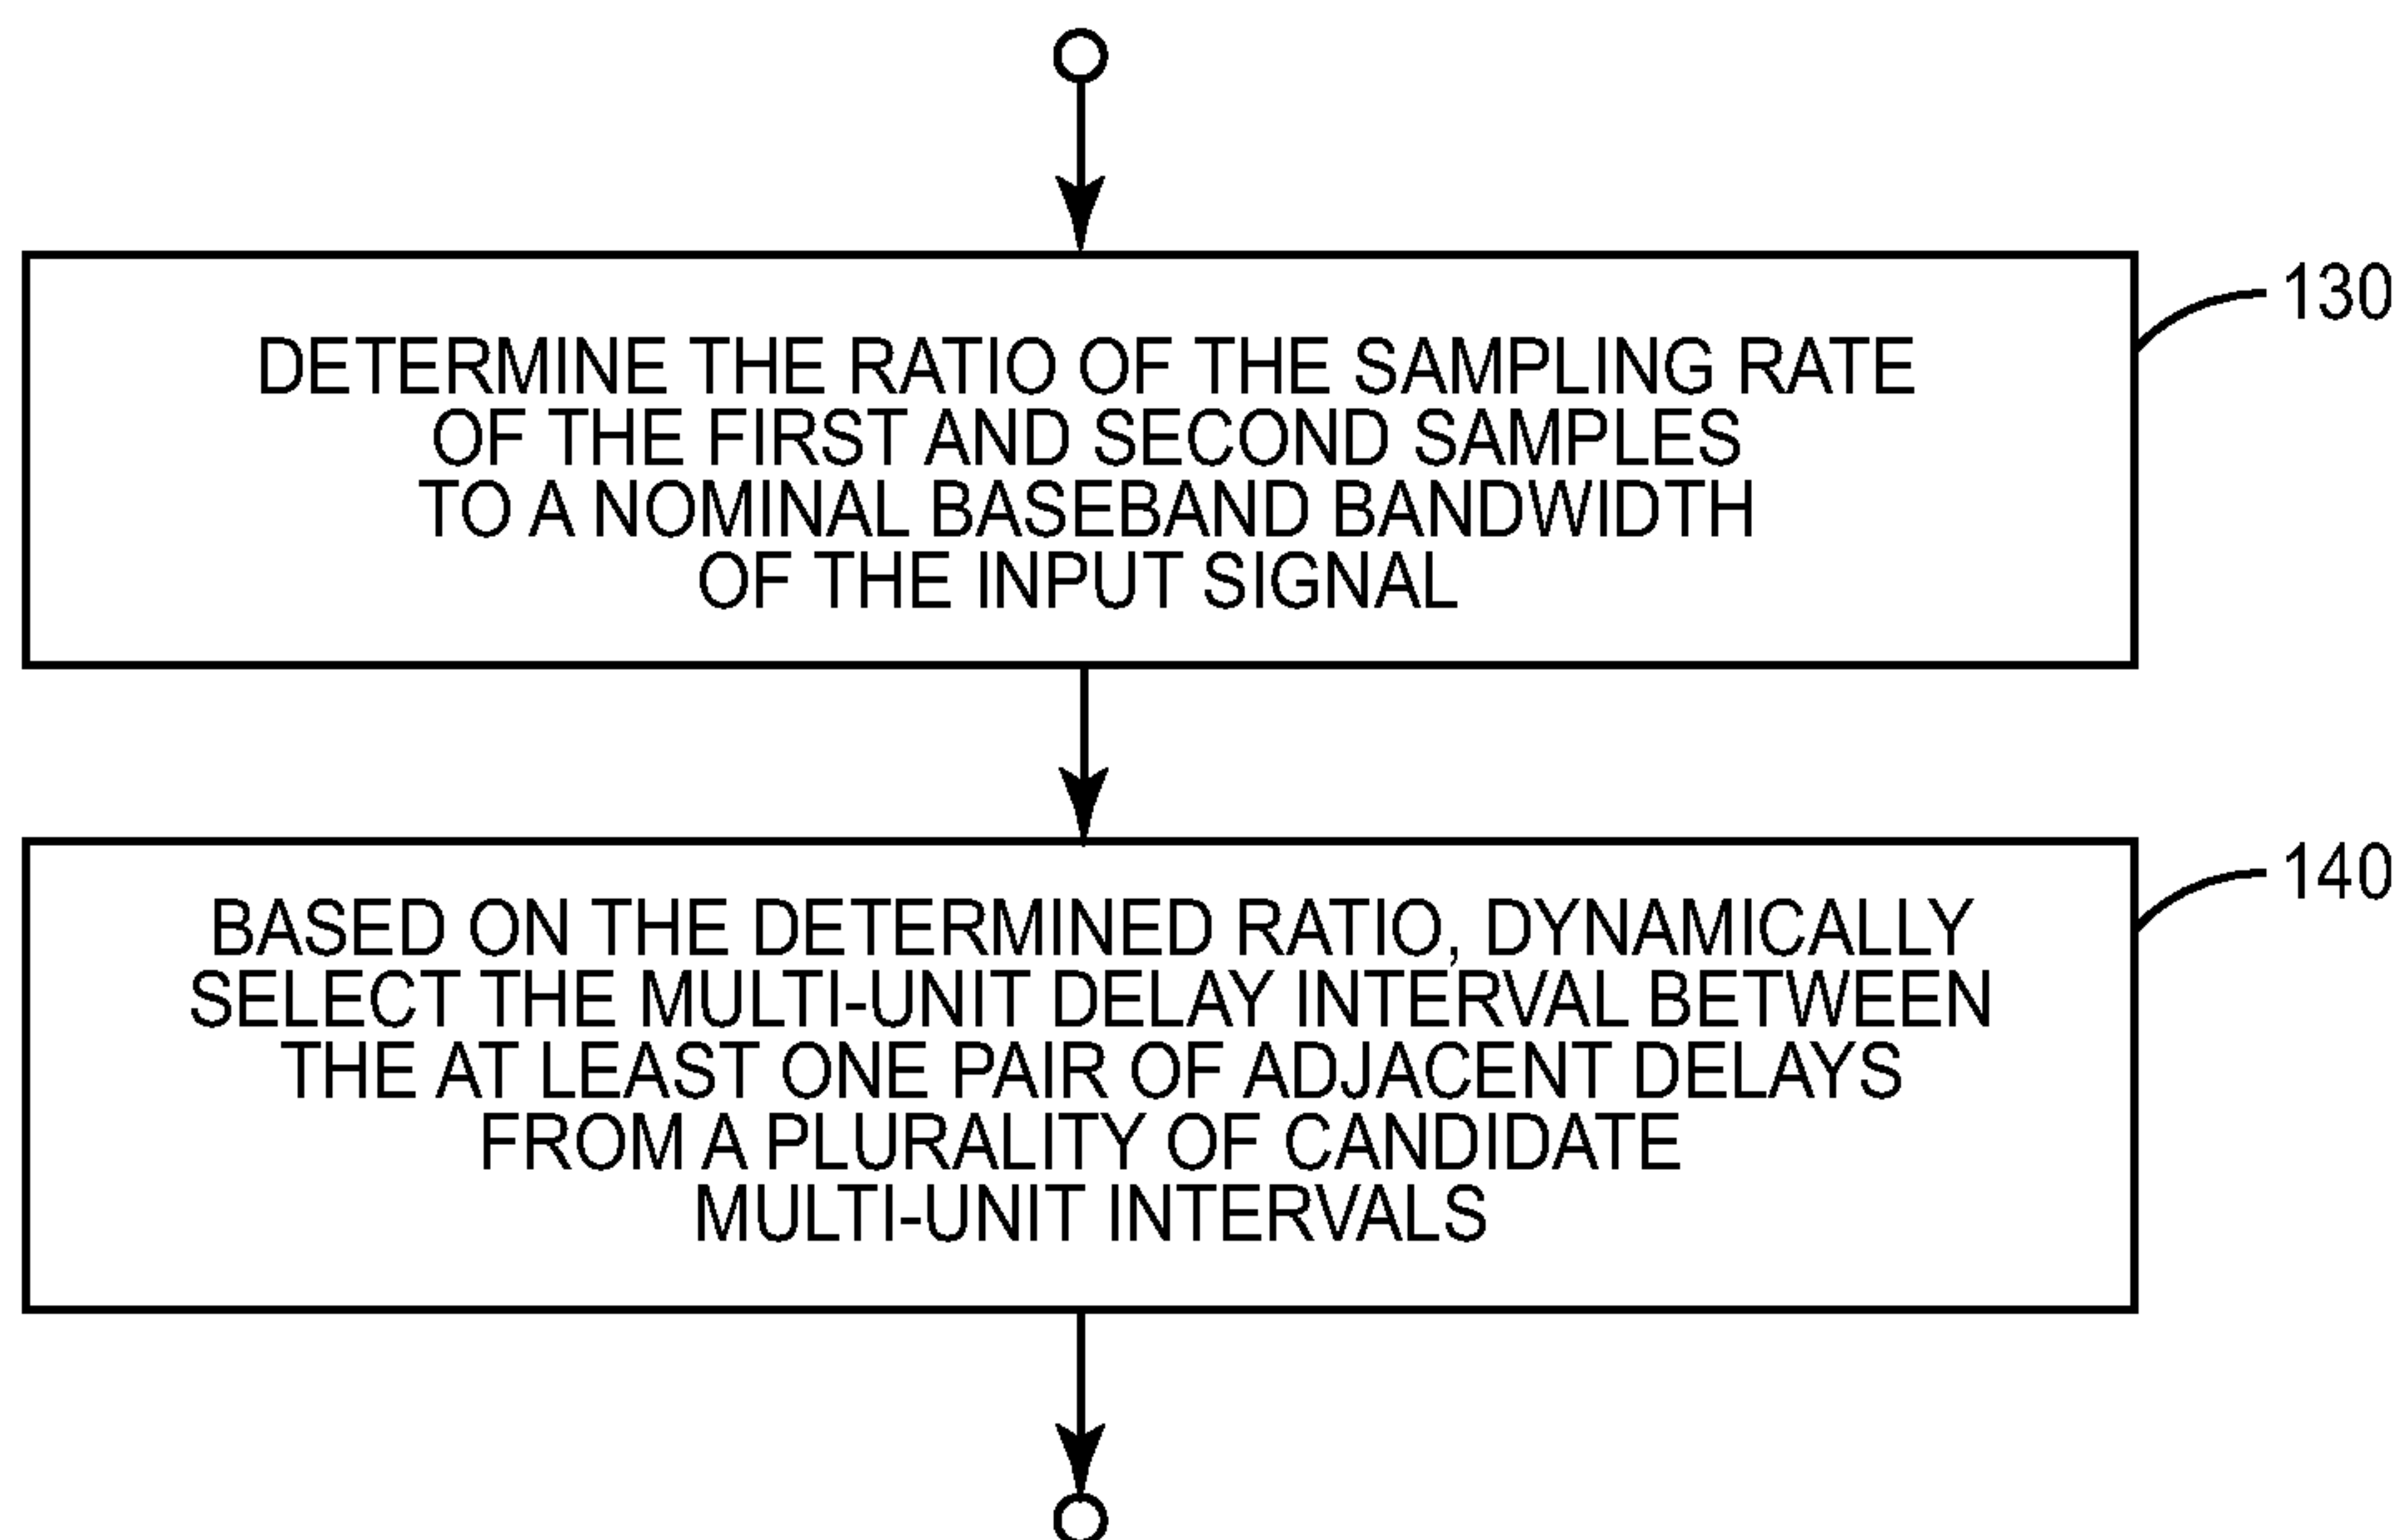 130
DETERMINE THE RATIO OF THE SAMPLING RATE
OF THE FIRST AND SECOND SAMPLES
TO A NOMINAL BASEBAND BANDWIDTH
OF THE INPUT SIGNAL
140
BASED ON THE DETERMINED RATIO, DYNAMICALLY
SELECT THE MULTI-UNIT DELAY INTERVAL BETWEEN
THE AT LEAST ONE PAIR OF ADJACENT DELAYS
FROM A PLURALITY OF CANDIDATE
MULTI-UNIT INTERVALS